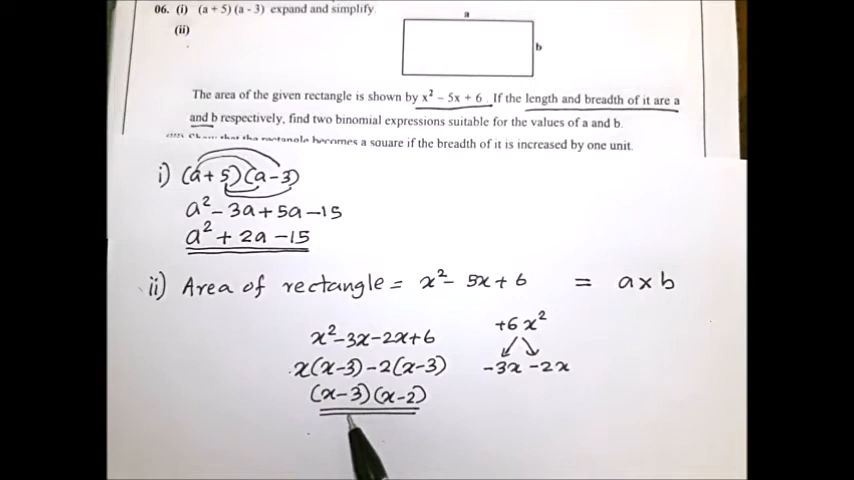 06. (i) (a + 5) (a - 3) expand and simplify.
(ii)
a
b
The area of the given rectangle is shown by x² – 5x + 6. If the length and breadth of it are a
and b respectively, find two binomial expressions suitable for the values of a and b.
that the rectangle becomes a square if the breadth of it is increased by one unit.
i) (a+5)(a-3)
a² - 3a + 5a - 15
a² + 2a - 15
ii) Area of rectangle = x² - 5x + 6 = a x b
x² - 3x - 2x + 6
+6x²
x(x-3) - 2(x-3)
-3x -2x
(x-3)(x-2)